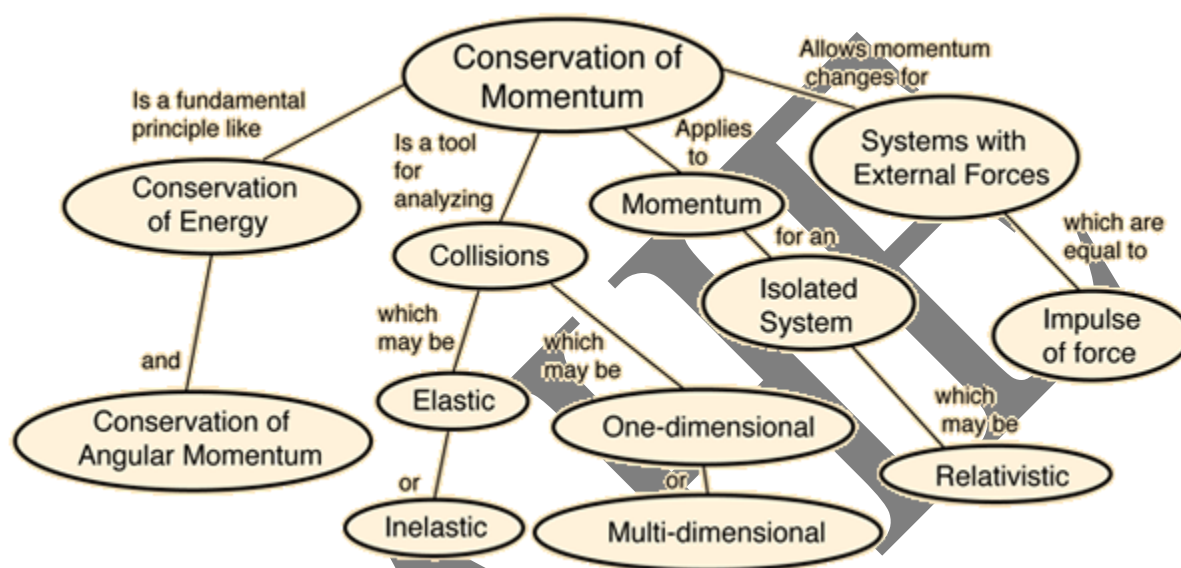 Conservation of
Momentum
Allows momentum
changes for
Is a fundamental
principle like
Is a tool
for
analyzing
Applies
to
Systems with
External Forces
Conservation
of Energy
Momentum
which are
equal to
Collisions
for an
Isolated
System
Impulse
of force
which
may be
which
may be
and
Elastic
One-dimensional
which
may be
Conservation of
Angular Momentum
Relativistic
or
or
Inelastic
Multi-dimensional